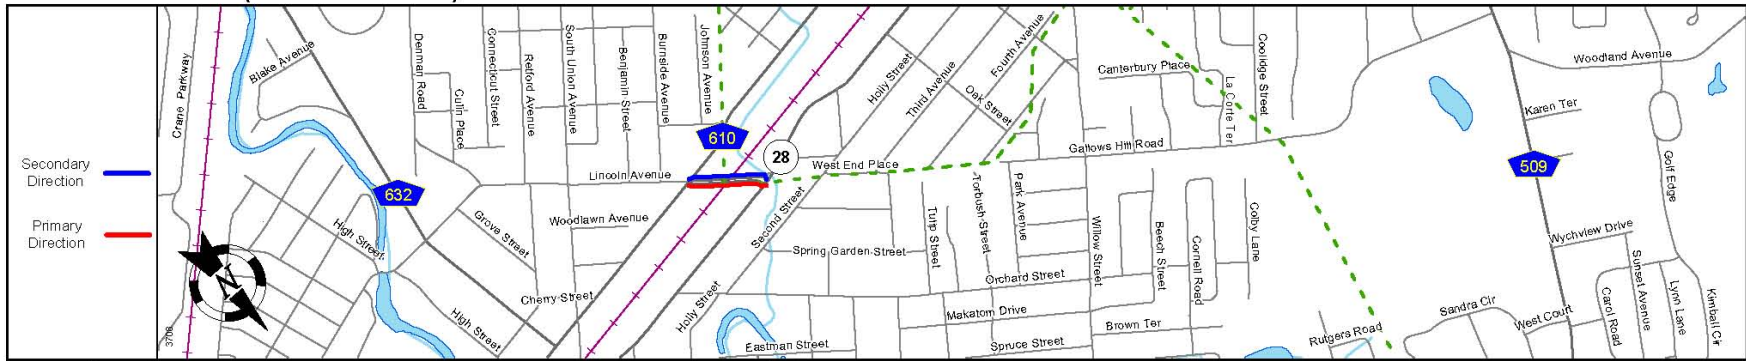 Secondary
Direction
Primary
Direction
Crane Parkway
Blake Avenue
Denman Road
Cullin Place
Connecticut Street
Retford Avenue
South Union Avenue
Benjamin Street
Burnside Avenue
Johnson Avenue
610
28
632
Lincoln Avenue
West End Place
Holly Street
Third Avenue
Fourth Avenue
Oak Street
Canterbury Place
La Corte Ter
Coolidge Street
Gallows Hill Road
Woodland Avenue
Karen Ter
509
Golf Edge
High Street
Grove Street
Woodlawn Avenue
Second Street
Spring Garden Street
Tulip Street
Torbush Street
Park Avenue
Willow Street
Beech Street
Cornell Road
Colby Lane
Wychview Drive
Sunset Avenue
Orchard Street
Cherry Street
Holly Street
High Street
Makatom Drive
Brown Ter
Eastman Street
Spruce Street
Rutgers Road
Sandra Cir
West Court
Carol Road
Lynn Lane
Kimball Cir
N